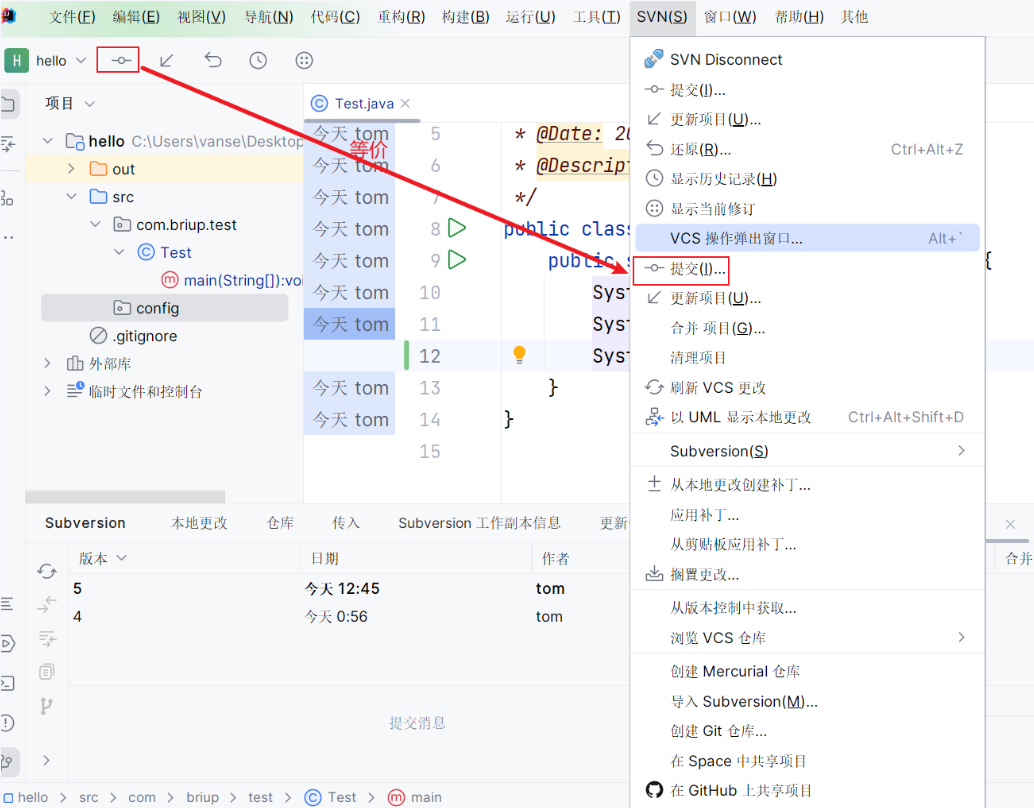 文件(F) 编辑(E) 视图(V) 导航(N) 代码(C) 重构(R) 构建(B) 运行(U) 工具(T) SVN(S) 窗口(W) 帮助(H) 其他
H hello
项目
Test.java
hello C:\Users\vanse\Desktop
out
src
com.briup.test
Test
main(String[]):voi
config
.gitignore
外部库
临时文件和控制台
等价
今天 tom 5 * @Date: 20
今天 tom 6 * @Descript
今天 tom 7 */
今天 tom 8 public class
今天 tom 9 public s {
今天 tom 10 Syst
今天 tom 11 Syst
12 Syst
今天 tom 13 }
今天 tom 14 }
15
SVN Disconnect
提交(I)...
更新项目(U)...
还原(R)... Ctrl+Alt+Z
显示历史记录(H)
显示当前修订
VCS 操作弹出窗口... Alt+`
提交(I)...
更新项目(U)...
合并 项目(G)...
清理项目
刷新 VCS 更改
以 UML 显示本地更改 Ctrl+Alt+Shift+D
Subversion(S)
从本地更改创建补丁...
应用补丁...
从剪贴板应用补丁...
搁置更改...
从版本控制中获取...
浏览 VCS 仓库
创建 Mercurial 仓库
导入 Subversion(M)...
创建 Git 仓库...
在 Space 中共享项目
在 GitHub 上共享项目
Subversion 本地更改 仓库 传入 Subversion 工作副本信息 更新
版本 日期 作者 合并
5 今天 12:45 tom
4 今天 0:56 tom
提交消息
hello > src > com > briup > test > Test > main